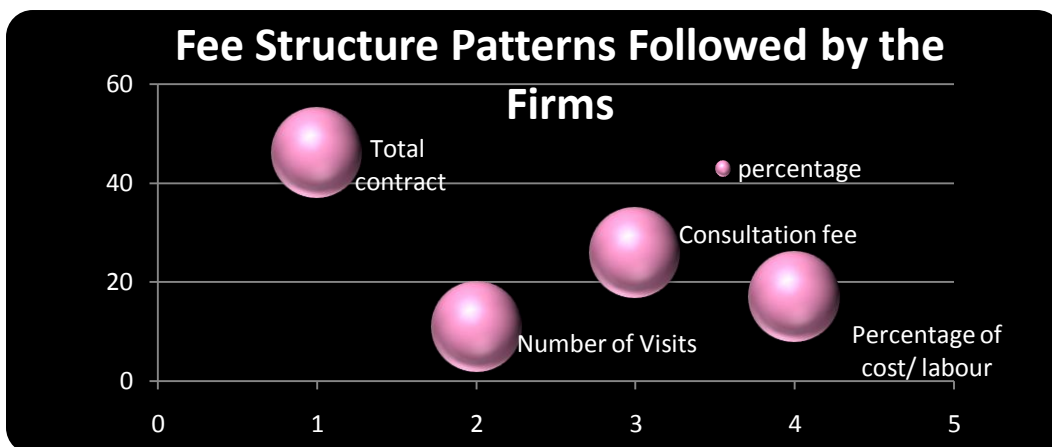 Fee Structure Patterns Followed by the
Firms
60
40
20
0
Total
contract
percentage
Consultation fee
Number of Visits
Percentage of
cost/ labour
0 1 2 3 4 5